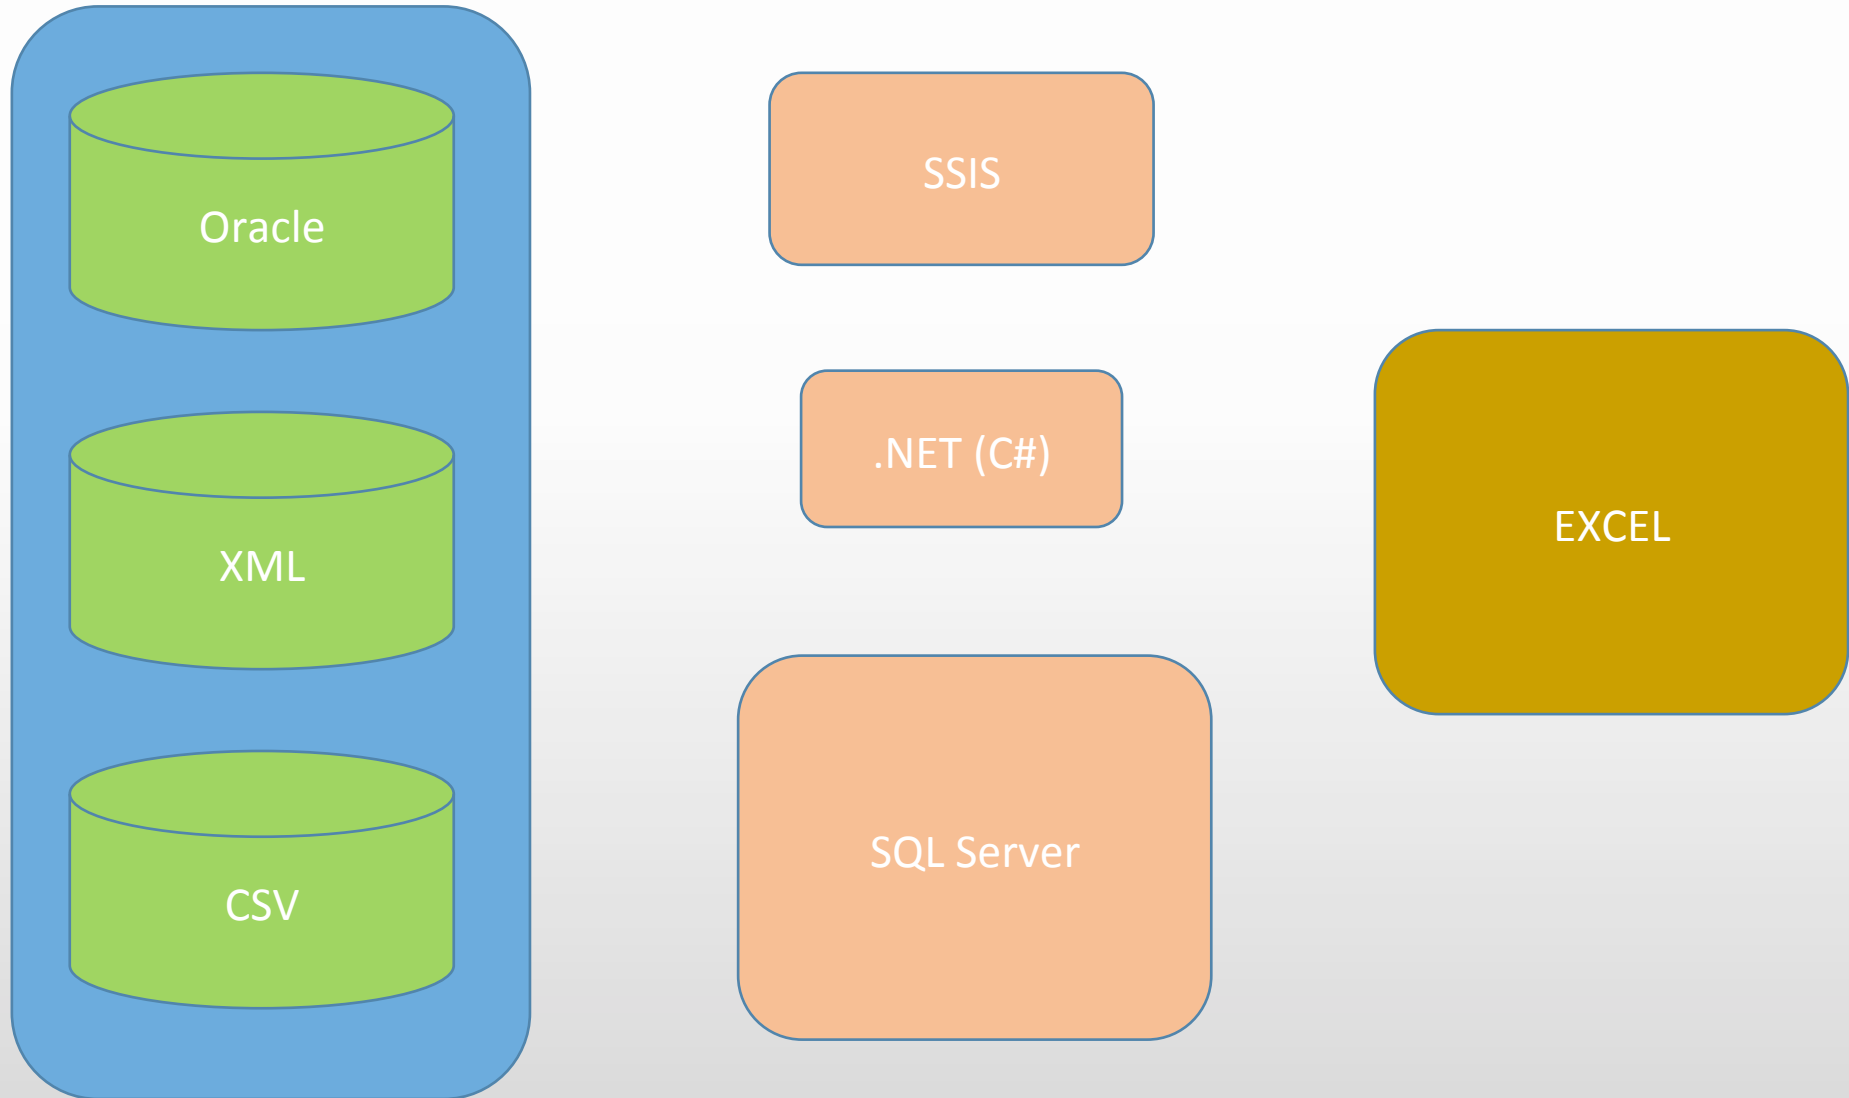 Oracle
XML
CSV
SSIS
.NET (C#)
SQL Server
EXCEL